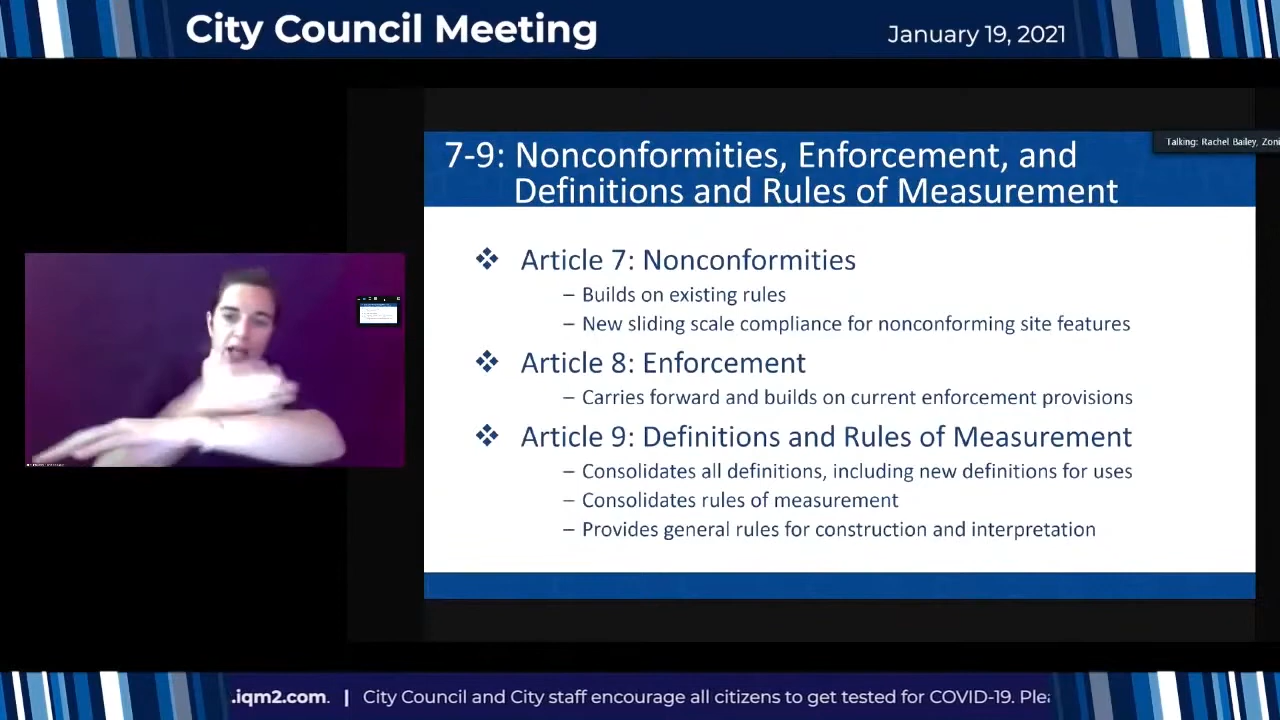 City Council Meeting
January 19, 2021
Talking: Rachel Bailey, Zoni
7-9: Nonconformities, Enforcement, and
Definitions and Rules of Measurement
❖ Article 7: Nonconformities
– Builds on existing rules
– New sliding scale compliance for nonconforming site features
❖ Article 8: Enforcement
– Carries forward and builds on current enforcement provisions
❖ Article 9: Definitions and Rules of Measurement
– Consolidates all definitions, including new definitions for uses
– Consolidates rules of measurement
– Provides general rules for construction and interpretation
.iqm2.com. | City Council and City staff encourage all citizens to get tested for COVID-19. Plea